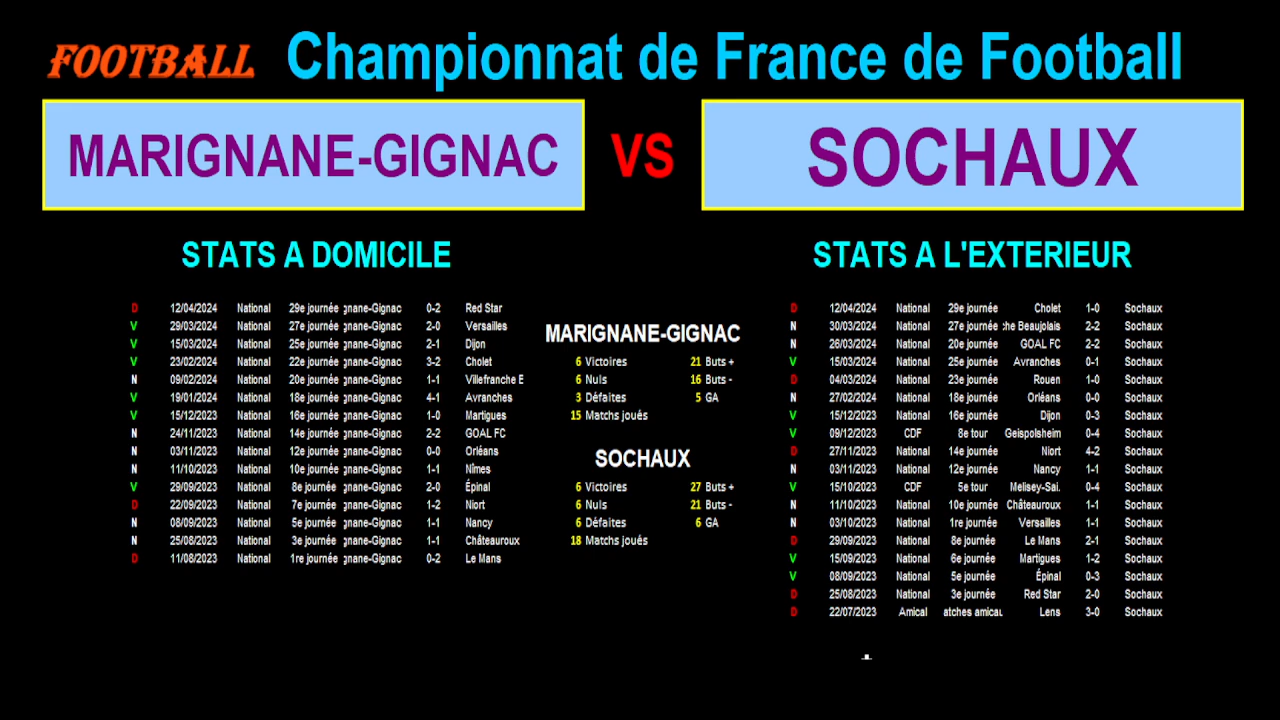 FOOTBALL Championnat de France de Football
MARIGNANE-GIGNAC VS SOCHAUX
STATS A DOMICILE
D 12/04/2024 National 29e journée gnane-Gignac 0-2 Red Star
V 29/03/2024 National 27e journée gnane-Gignac 2-0 Versailles
V 15/03/2024 National 25e journée gnane-Gignac 2-1 Dijon
V 23/02/2024 National 22e journée gnane-Gignac 3-2 Cholet
N 09/02/2024 National 20e journée gnane-Gignac 1-1 Villefranche E
V 19/01/2024 National 18e journée gnane-Gignac 4-1 Avranches
V 15/12/2023 National 16e journée gnane-Gignac 1-0 Martigues
N 24/11/2023 National 14e journée gnane-Gignac 2-2 GOAL FC
N 03/11/2023 National 12e journée gnane-Gignac 0-0 Orléans
N 11/10/2023 National 10e journée gnane-Gignac 1-1 Nîmes
V 29/09/2023 National 8e journée gnane-Gignac 2-0 Épinal
D 22/09/2023 National 7e journée gnane-Gignac 1-2 Niort
N 08/09/2023 National 5e journée gnane-Gignac 1-1 Nancy
N 25/08/2023 National 3e journée gnane-Gignac 1-1 Châteauroux
D 11/08/2023 National 1re journée gnane-Gignac 0-2 Le Mans
MARIGNANE-GIGNAC
6 Victoires 21 Buts +
6 Nuls 16 Buts -
3 Défaites 5 GA
15 Matchs joués
SOCHAUX
6 Victoires 27 Buts +
6 Nuls 21 Buts -
6 Défaites 6 GA
18 Matchs joués
STATS A L'EXTERIEUR
D 12/04/2024 National 29e journée Cholet 1-0 Sochaux
N 30/03/2024 National 27e journée he Beaujolais 2-2 Sochaux
N 26/03/2024 National 20e journée GOAL FC 2-2 Sochaux
V 15/03/2024 National 25e journée Avranches 0-1 Sochaux
D 04/03/2024 National 23e journée Rouen 1-0 Sochaux
N 27/02/2024 National 18e journée Orléans 0-0 Sochaux
V 15/12/2023 National 16e journée Dijon 0-3 Sochaux
V 09/12/2023 CDF 8e tour Geispolsheim 0-4 Sochaux
D 27/11/2023 National 14e journée Niort 4-2 Sochaux
N 03/11/2023 National 12e journée Nancy 1-1 Sochaux
V 15/10/2023 CDF 5e tour Melisey-Sai. 0-4 Sochaux
N 11/10/2023 National 10e journée Châteauroux 1-1 Sochaux
N 03/10/2023 National 1re journée Versailles 1-1 Sochaux
D 29/09/2023 National 8e journée Le Mans 2-1 Sochaux
V 15/09/2023 National 6e journée Martigues 1-2 Sochaux
V 08/09/2023 National 5e journée Épinal 0-3 Sochaux
D 25/08/2023 National 3e journée Red Star 2-0 Sochaux
D 22/07/2023 Amical atches amicau Lens 3-0 Sochaux